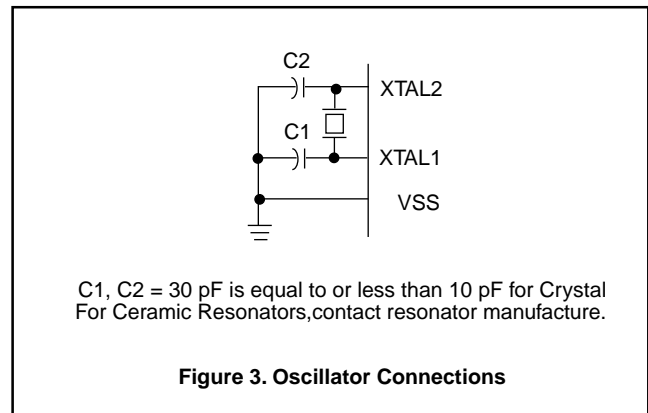 C2
XTAL2
C1
XTAL1
VSS
C1, C2 = 30 pF is equal to or less than 10 pF for Crystal
For Ceramic Resonators,contact resonator manufacture.
Figure 3. Oscillator Connections